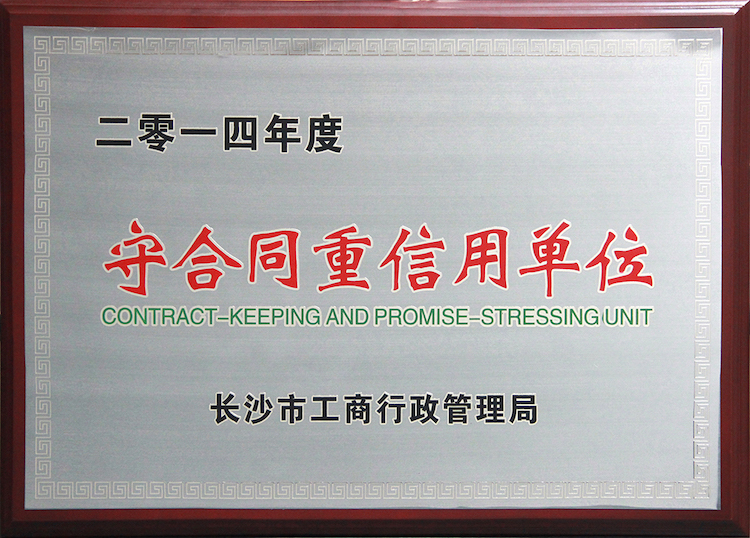 二零一四年度
守合同重信用单位
CONTRACT-KEEPING AND PROMISE-STRESSING UNIT
长沙市工商行政管理局